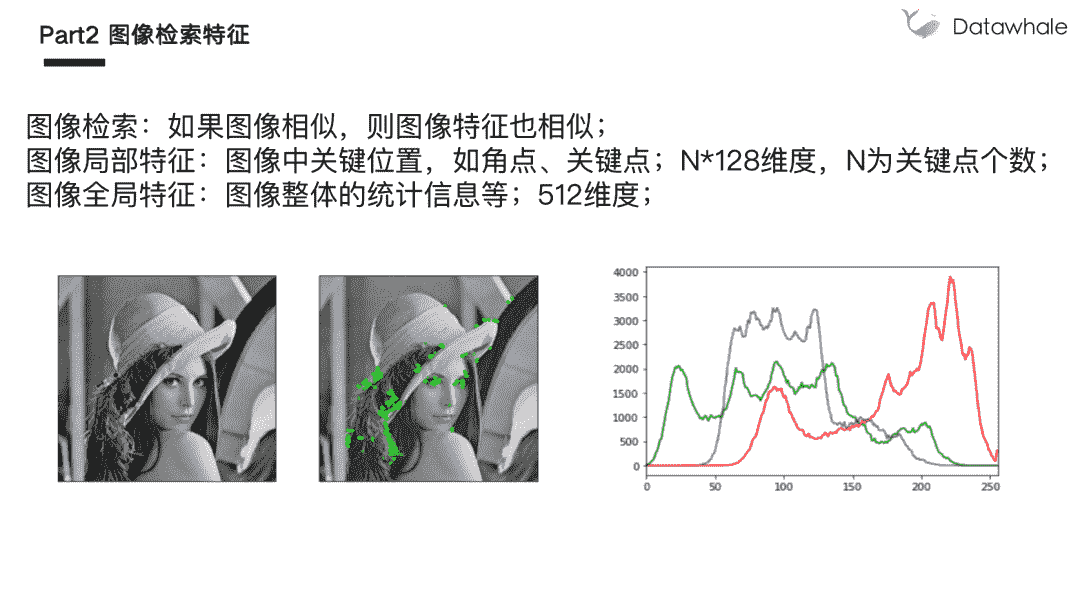 Part2 图像检索特征
Datawhale
图像检索：如果图像相似，则图像特征也相似；
图像局部特征：图像中关键位置，如角点、关键点；N*128维度，N为关键点个数；
图像全局特征：图像整体的统计信息等；512维度；
4000
3500
3000
2500
2000
1500
1000
500
0
0 50 100 150 200 250